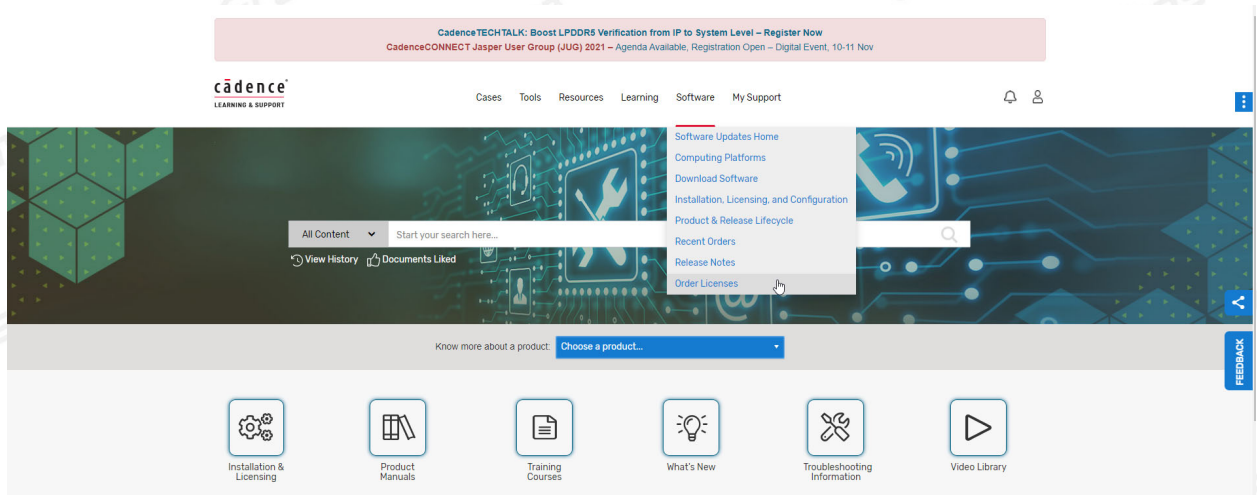 CadenceTECHTALK: Boost LPDDR5 Verification from IP to System Level – Register Now
CadenceCONNECT Jasper User Group (JUG) 2021 – Agenda Available, Registration Open – Digital Event, 10-11 Nov
cādence®
LEARNING & SUPPORT
Cases Tools Resources Learning Software My Support
Software Updates Home
Computing Platforms
Download Software
Installation, Licensing, and Configuration
Product & Release Lifecycle
Recent Orders
Release Notes
Order Licenses
All Content Start your search here...
View History Documents Liked
Know more about a product: Choose a product...
FEEDBACK
Installation &
Licensing
Product
Manuals
Training
Courses
What's New
Troubleshooting
Information
Video Library